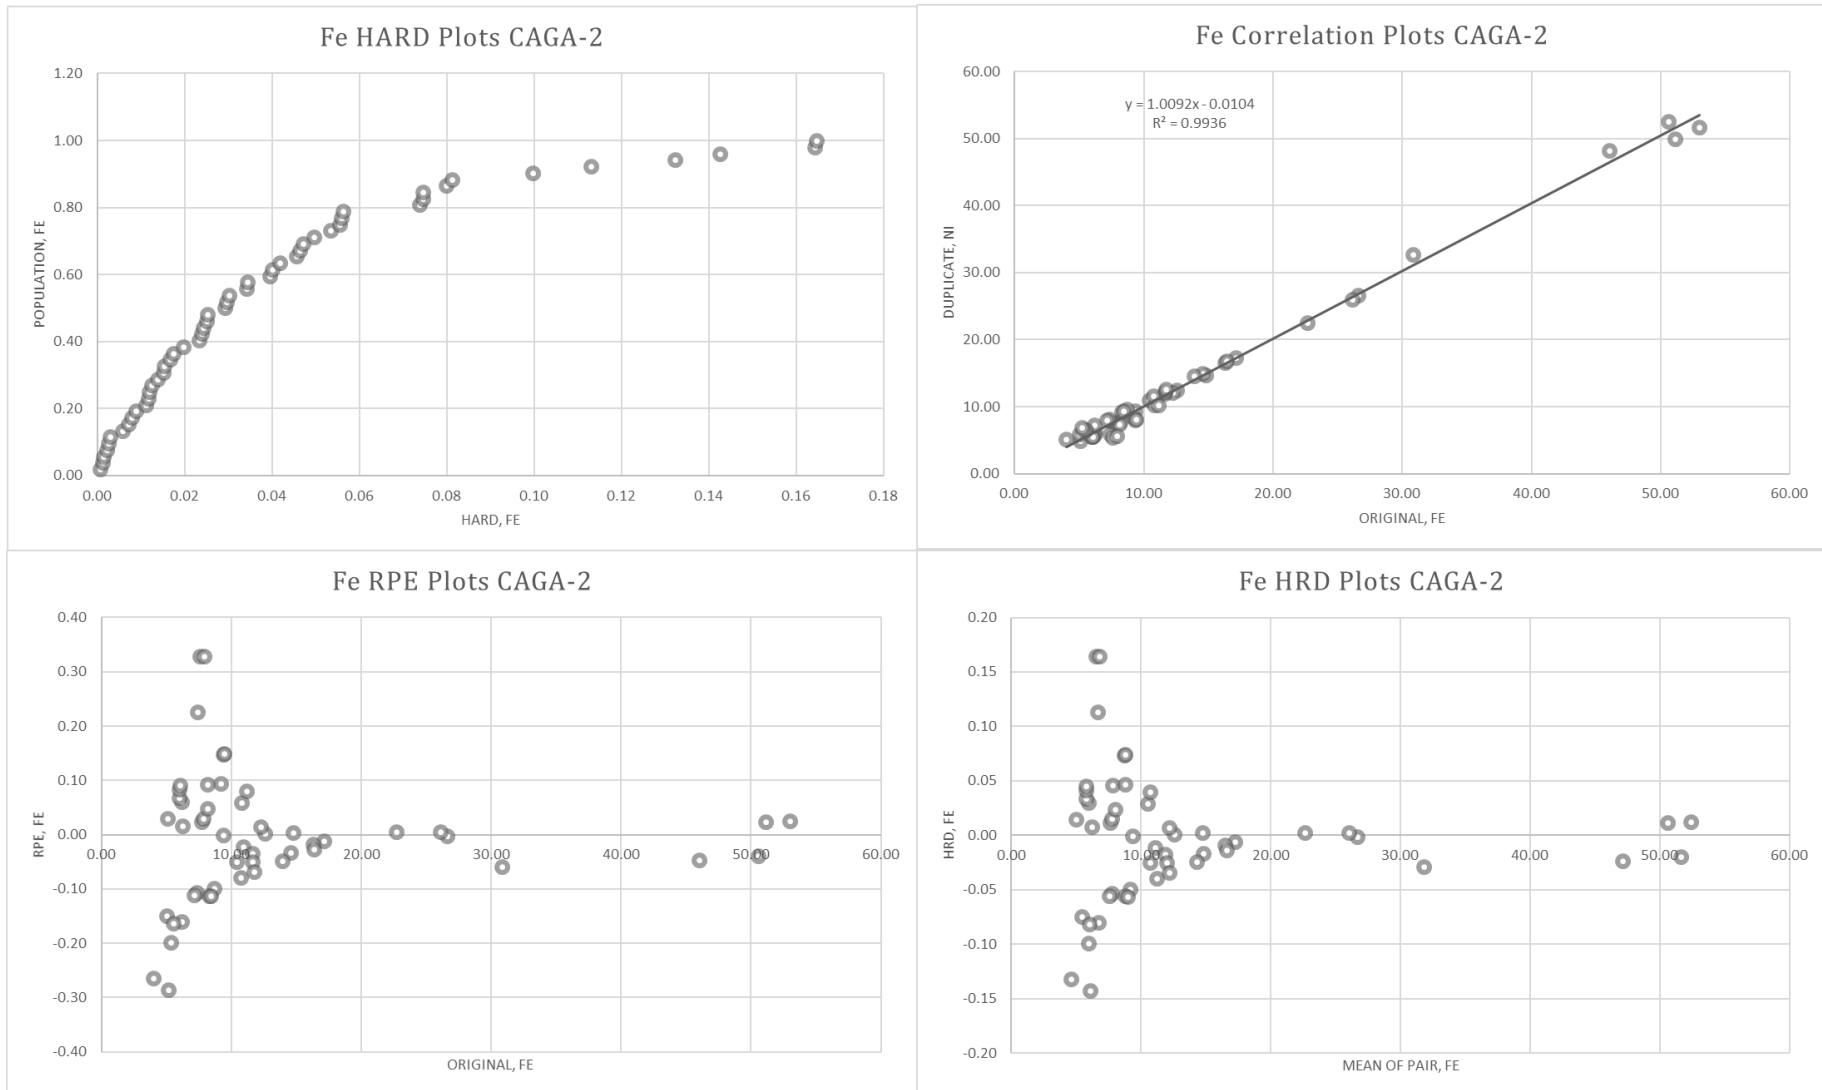 Fe HARD Plots CAGA-2
1.20
1.00
0.80
0.60
0.40
0.20
0.00
POPULATION, FE
0.00 0.02 0.04 0.06 0.08 0.10 0.12 0.14 0.16 0.18
HARD, FE
Fe Correlation Plots CAGA-2
60.00
50.00
40.00
30.00
20.00
10.00
0.00
DUPLICATE, NI
y = 1.0092x - 0.0104
R² = 0.9936
0.00 10.00 20.00 30.00 40.00 50.00 60.00
ORIGINAL, FE
Fe RPE Plots CAGA-2
0.40
0.30
0.20
0.10
0.00
-0.10
-0.20
-0.30
-0.40
RPE, FE
0.00 10.00 20.00 30.00 40.00 50.00 60.00
ORIGINAL, FE
Fe HRD Plots CAGA-2
0.20
0.15
0.10
0.05
0.00
-0.05
-0.10
-0.15
-0.20
HRD, FE
0.00 10.00 20.00 30.00 40.00 50.00 60.00
MEAN OF PAIR, FE